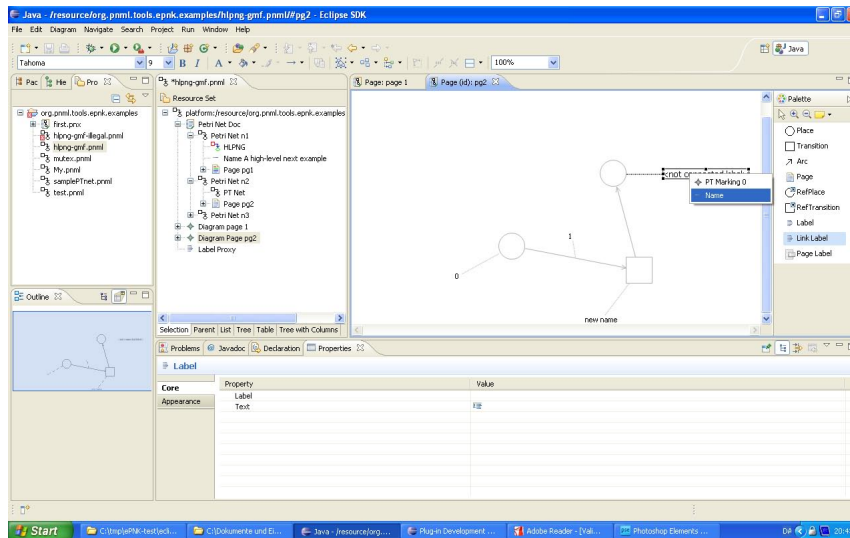 Java - /resource/org.pnml.tools.epnk.examples/hlpng-gmf.pnml/#pg2 - Eclipse SDK
File Edit Diagram Navigate Search Project Run Window Help
100%
Java
Tahoma 9 B I A
Pac Hie Pro
*hlpng-gmf.pnml
Page: page 1 Page (id): pg2
Resource Set
Palette
org.pnml.tools.epnk.examples
first.pnx
hlpng-gmf-illegal.pnml
hlpng-gmf.pnml
mutex.pnml
My.pnml
samplePTnet.pnml
test.pnml
platform:/resource/org.pnml.tools.epnk.examples
Petri Net Doc
Petri Net n1
HLPNG
Name A high-level next example
Page pg1
Petri Net n2
PT Net
Page pg2
Petri Net n3
Diagram page 1
Diagram Page pg2
Label Proxy
Selection Parent List Tree Table Tree with Columns
<not connected label>
PT Marking 0
Name
1
0
new name
Place
Transition
Arc
Page
RefPlace
RefTransition
Label
Link Label
Page Label
Outline
Problems Javadoc Declaration Properties
Label
Core
Appearance
Property Value
Label
Text
Start C:\tmp\ePNK-test\ecli... C:\Dokumente und Ei... Java - /resource/org.... Plug-in Development ... Adobe Reader - [Vali... Photoshop Elements ... DA